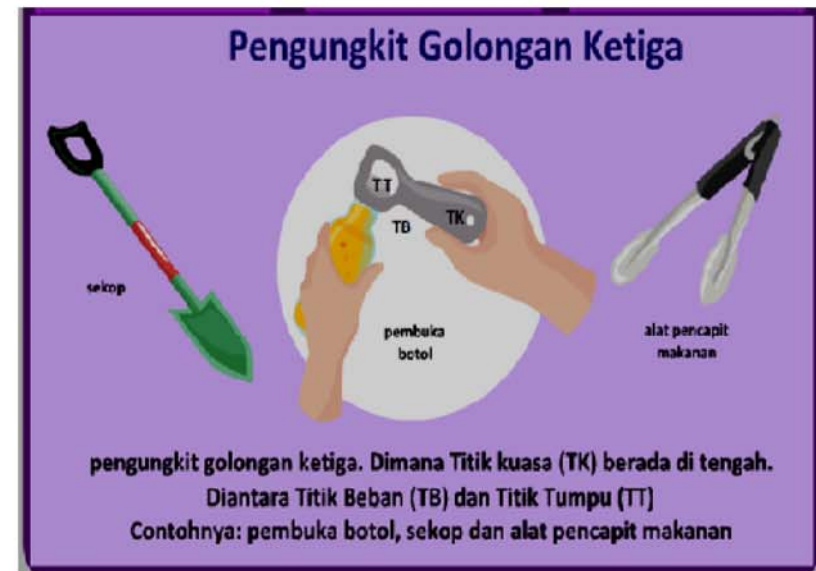 Pengungkit Golongan Ketiga
TT
TB
TK
sekop
pembuka
botol
alat pencapit
makanan
pengungkit golongan ketiga. Dimana Titik kuasa (TK) berada di tengah.
Diantara Titik Beban (TB) dan Titik Tumpu (TT)
Contohnya: pembuka botol, sekop dan alat pencapit makanan